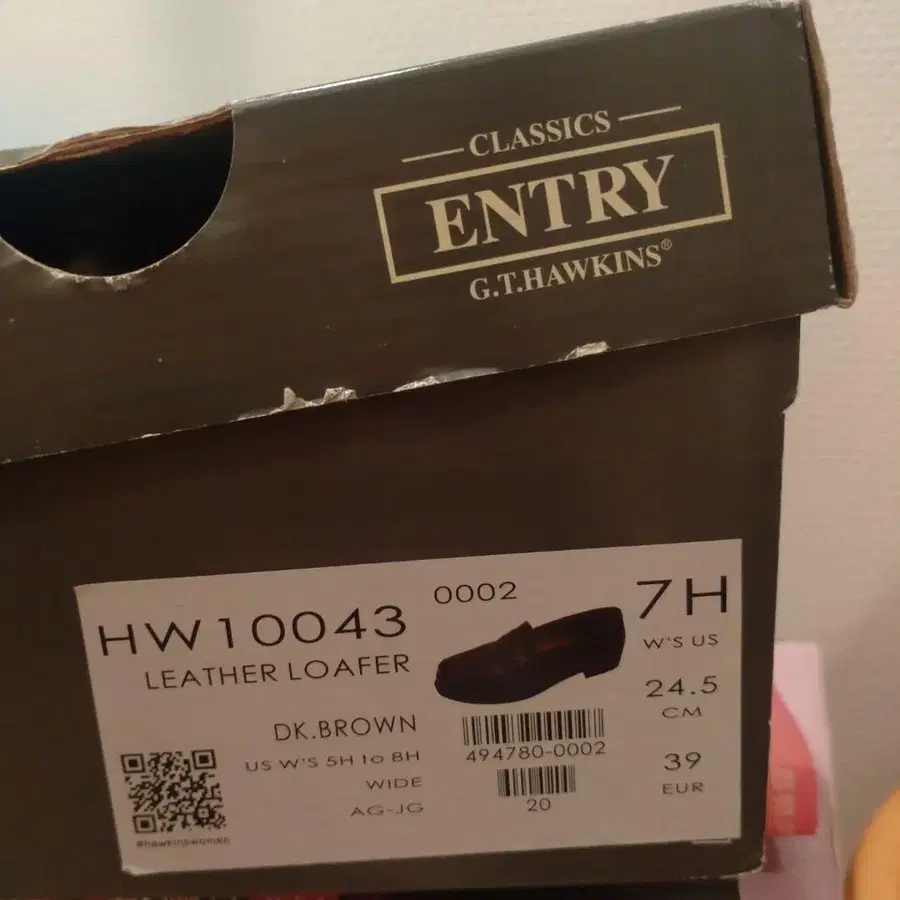 CLASSICS
ENTRY
G.T.HAWKINS®
HW10043
0002
7H
W'S US
LEATHER LOAFER
24.5
CM
DK.BROWN
494780-0002
US W'S 5H to 8H
39
WIDE
EUR
AG-JG
20
#hawkinswomen